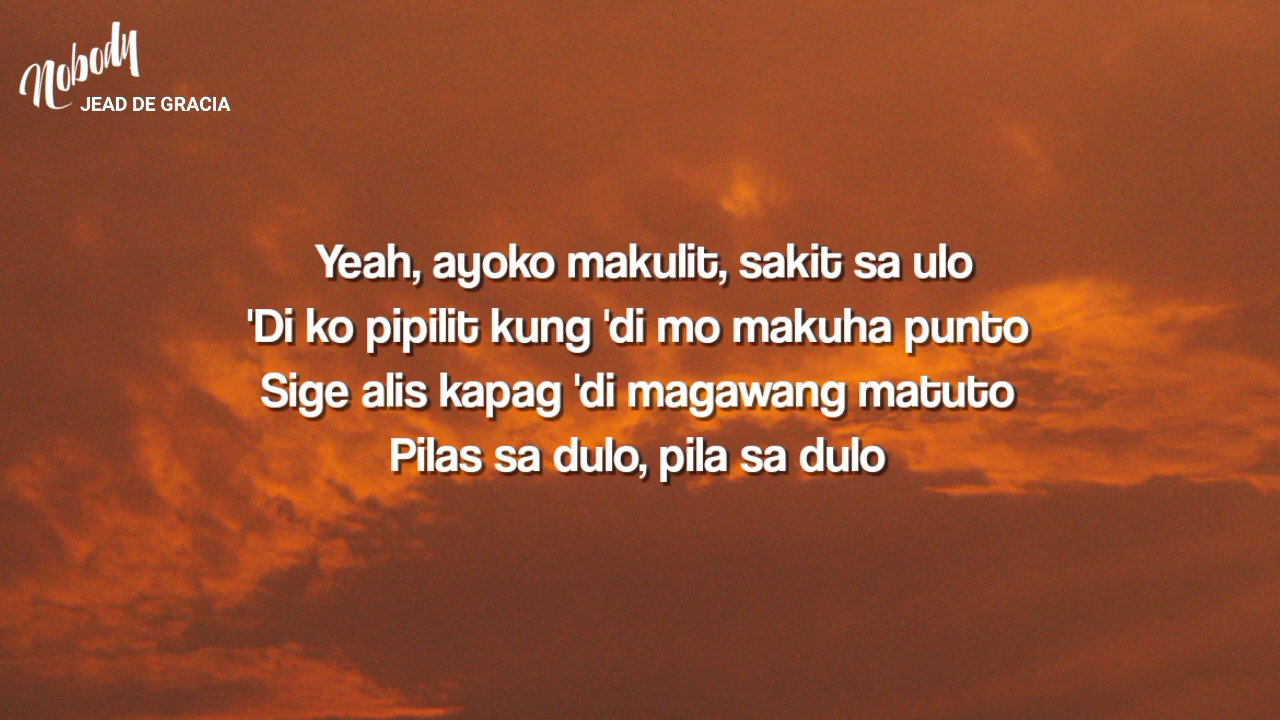 Nobody
JEAD DE GRACIA
Yeah, ayoko makulit, sakit sa ulo
'Di ko pipilit kung 'di mo makuha punto
Sige alis kapag 'di magawang matuto
Pilas sa dulo, pila sa dulo